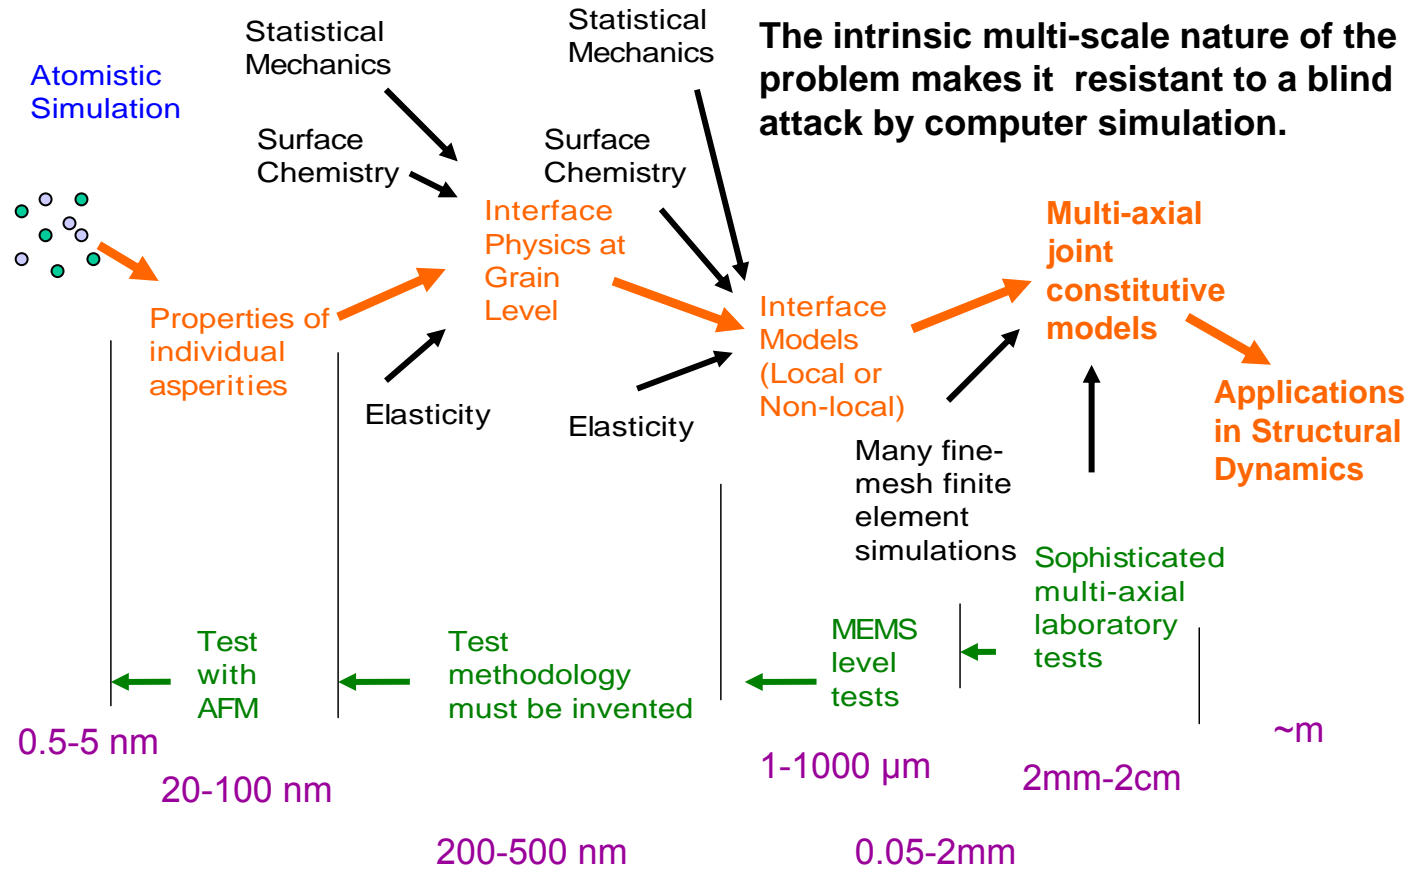 The intrinsic multi-scale nature of the
problem makes it resistant to a blind
attack by computer simulation.
Atomistic
Simulation
Statistical
Mechanics
Surface
Chemistry
Statistical
Mechanics
Surface
Chemistry
Properties of
individual
asperities
Interface
Physics at
Grain
Level
Elasticity
Elasticity
Interface
Models
(Local or
Non-local)
Multi-axial
joint
constitutive
models
Applications
in Structural
Dynamics
Many fine-
mesh finite
element
simulations
Sophisticated
multi-axial
laboratory
tests
Test
with
AFM
Test
methodology
must be invented
MEMS
level
tests
0.5-5 nm
20-100 nm
200-500 nm
1-1000 µm
0.05-2mm
2mm-2cm
~m